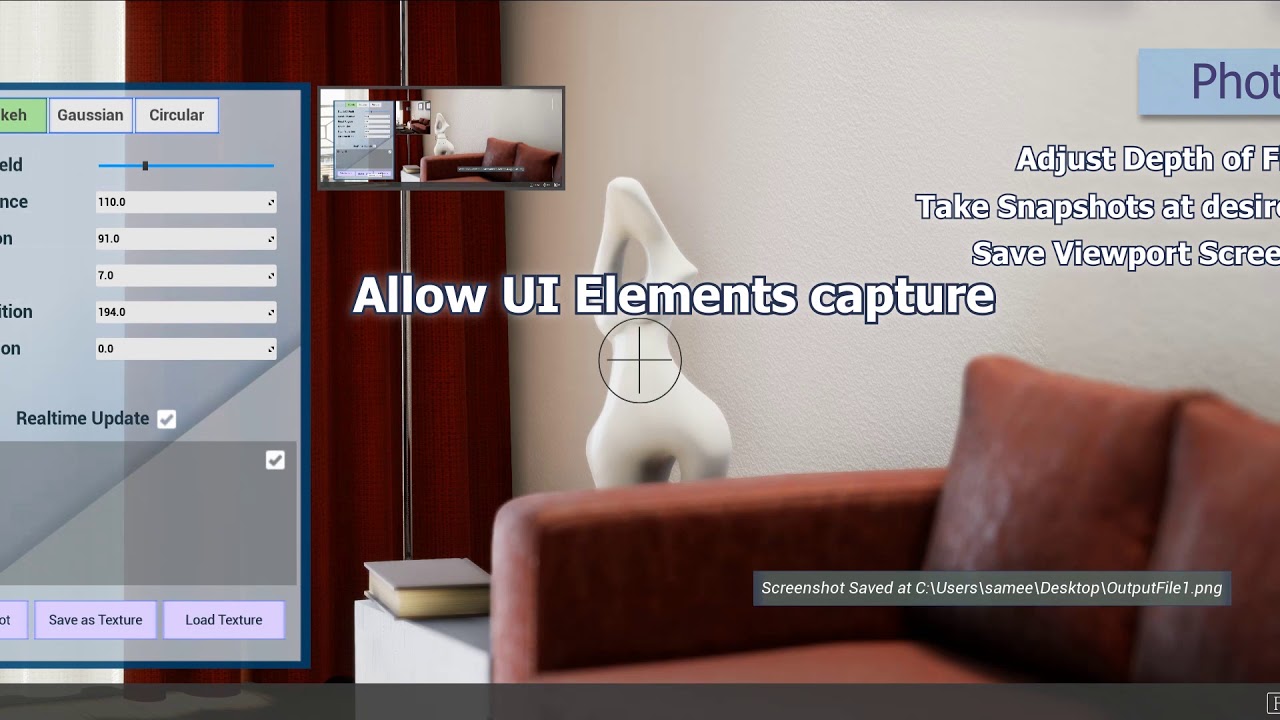 Phot
keh
Gaussian
Circular
Adjust Depth of F
eld
Take Snapshots at desire
nce
110.0
on
91.0
Save Viewport Scree
7.0
Allow UI Elements capture
ition
194.0
on
0.0
Realtime Update
Screenshot Saved at C:\Users\samee\Desktop\OutputFile1.png
ot
Save as Texture
Load Texture